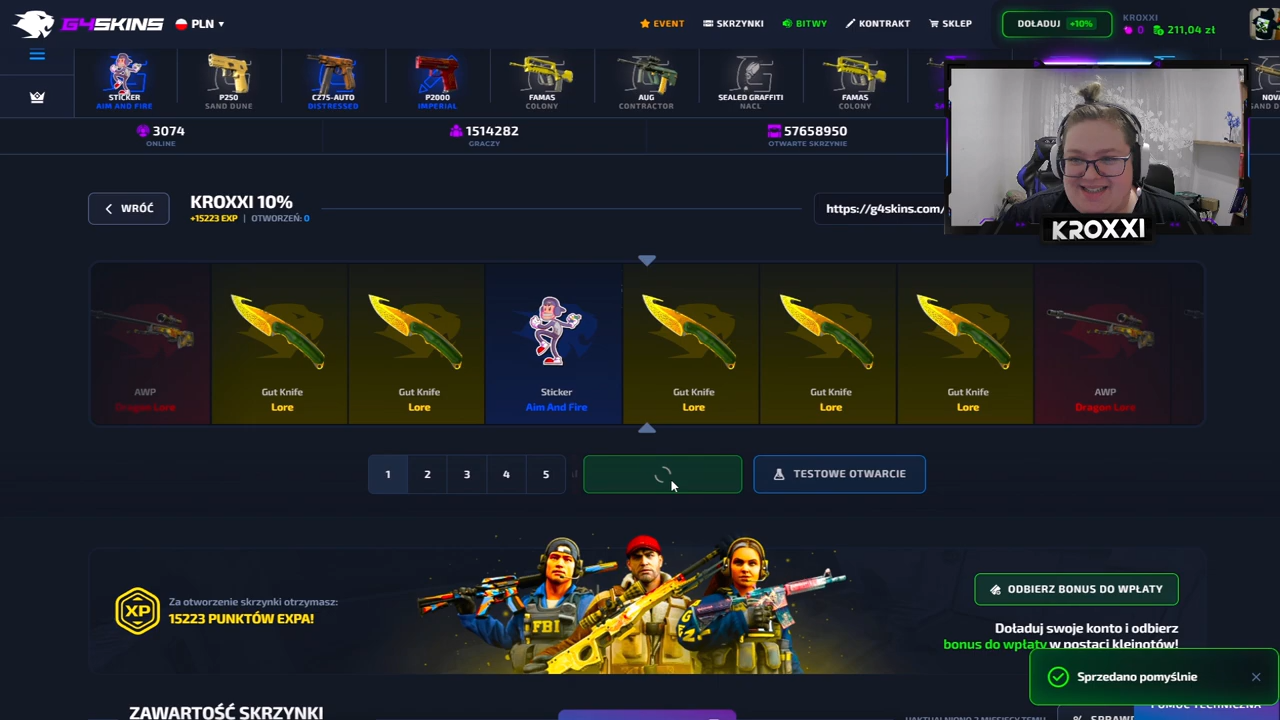 G4SKINS
PLN
EVENT
SKRZYNKI
BITWY
KONTRAKT
SKLEP
DOŁADUJ +10%
KROXXI
0 211,04 zł
STICKER
AIM AND FIRE
P250
SAND DUNE
CZ75-AUTO
DISTRESSED
P2000
IMPERIAL
FAMAS
COLONY
AUG
CONTRACTOR
SEALED GRAFFITI
NACL
FAMAS
COLONY
3074
ONLINE
1514282
GRACZY
57658950
OTWARTE SKRZYNIE
KROXXI
WRÓĆ
KROXXI 10%
+15223 EXP | OTWORZEŃ: 0
https://g4skins.com/
AWP
Dragon Lore
Gut Knife
Lore
Gut Knife
Lore
Sticker
Aim And Fire
Gut Knife
Lore
Gut Knife
Lore
Gut Knife
Lore
AWP
Dragon Lore
1 2 3 4 5
TESTOWE OTWARCIE
XP
Za otworzenie skrzynki otrzymasz:
15223 PUNKTÓW EXPA!
FBI
ODBIERZ BONUS DO WPŁATY
Doładuj swoje konto i odbierz
bonus do wpłaty w postaci klejnotów!
Sprzedano pomyślnie
ZAWARTOŚĆ SKRZYNKI
POMOC TECHNICZNA